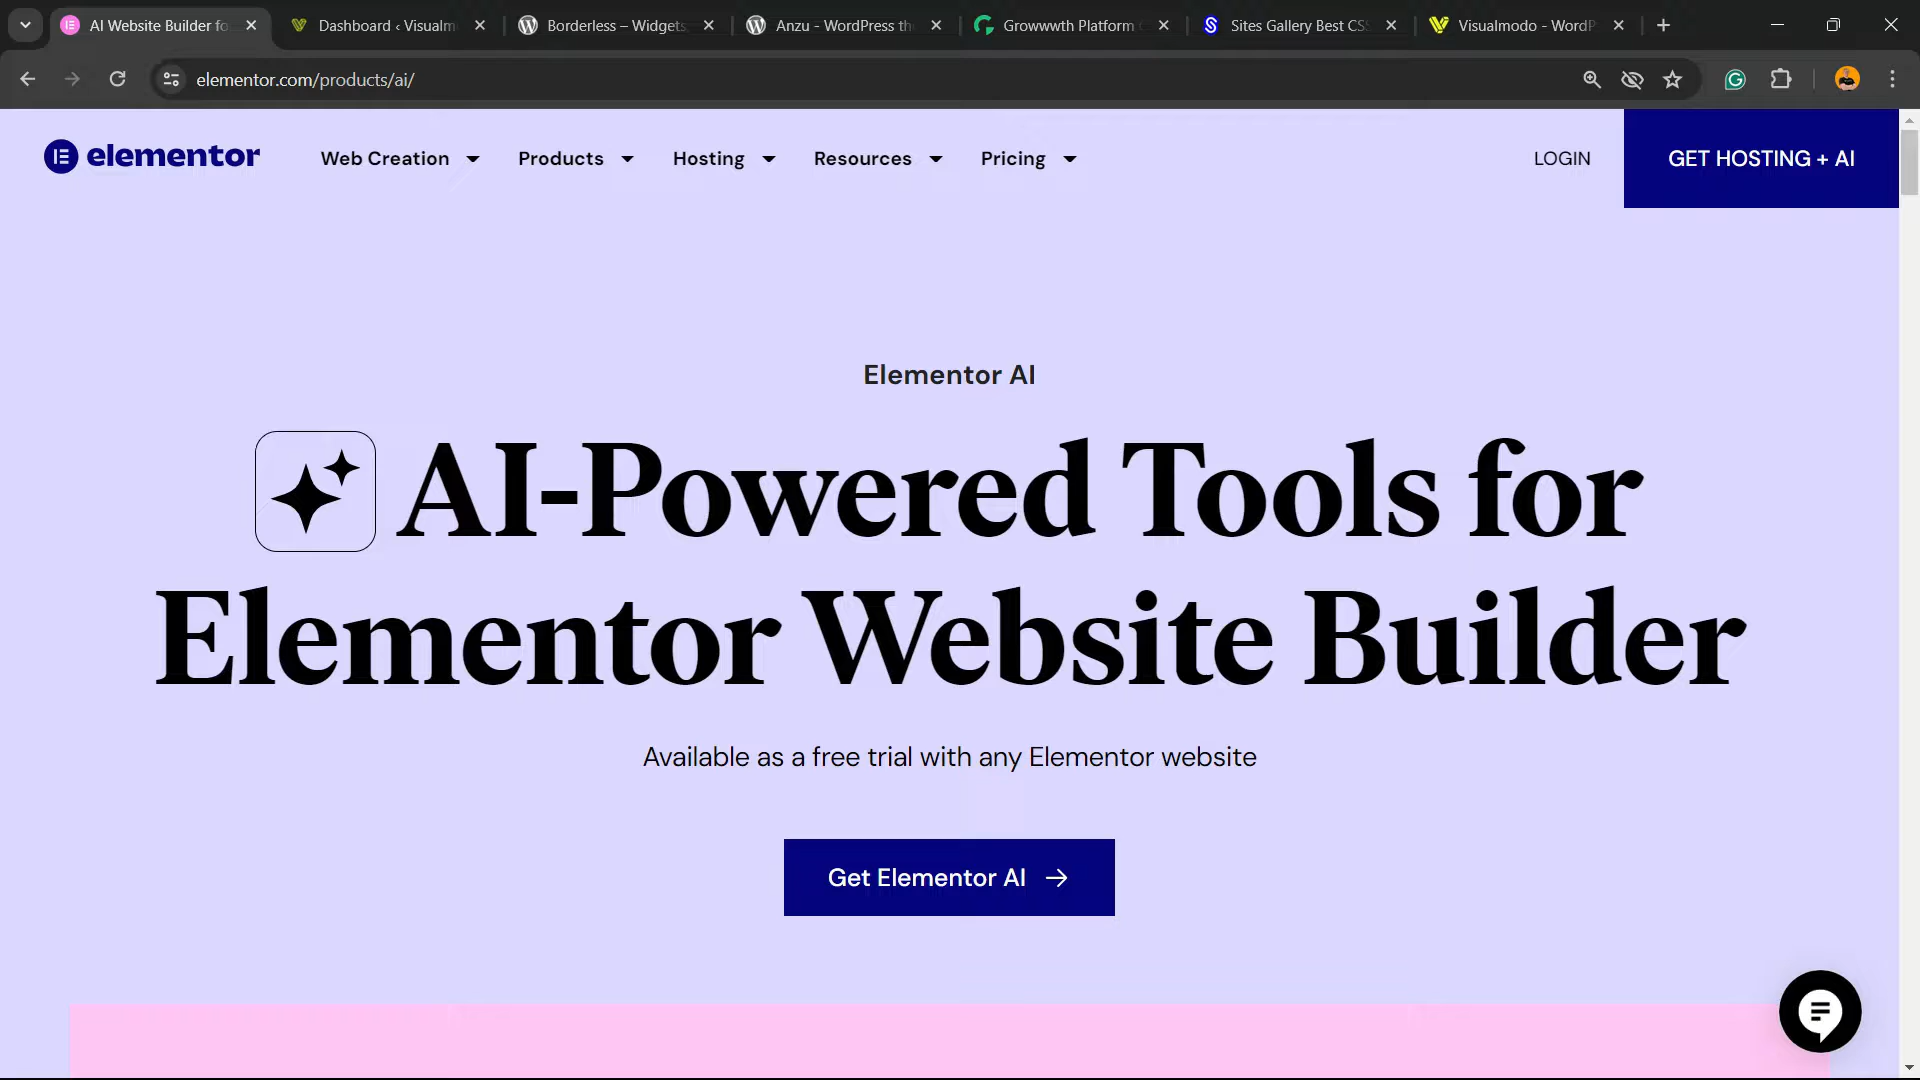 AI Website Builder fo
Dashboard ‹ Visualm
Borderless – Widgets
Anzu - WordPress th
Growwwth Platform
Sites Gallery Best CS
Visualmodo - WordP
elementor.com/products/ai/
elementor
Web Creation
Products
Hosting
Resources
Pricing
LOGIN
GET HOSTING + AI
Elementor AI
AI-Powered Tools for
Elementor Website Builder
Available as a free trial with any Elementor website
Get Elementor AI →